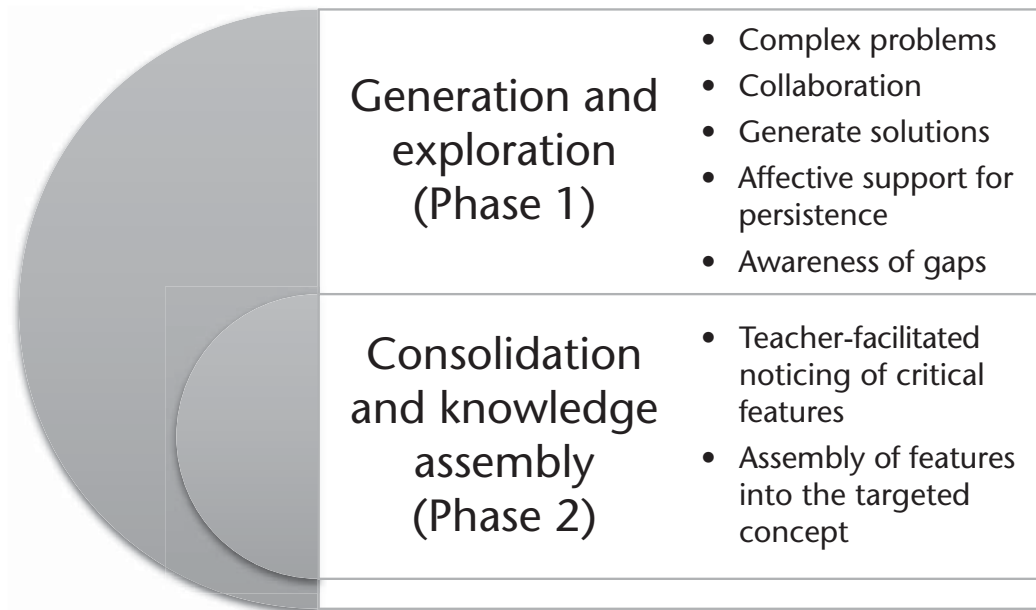 Generation and
exploration
(Phase 1)
• Complex problems
• Collaboration
• Generate solutions
• Affective support for
persistence
• Awareness of gaps
Consolidation
and knowledge
assembly
(Phase 2)
• Teacher-facilitated
noticing of critical
features
• Assembly of features
into the targeted
concept